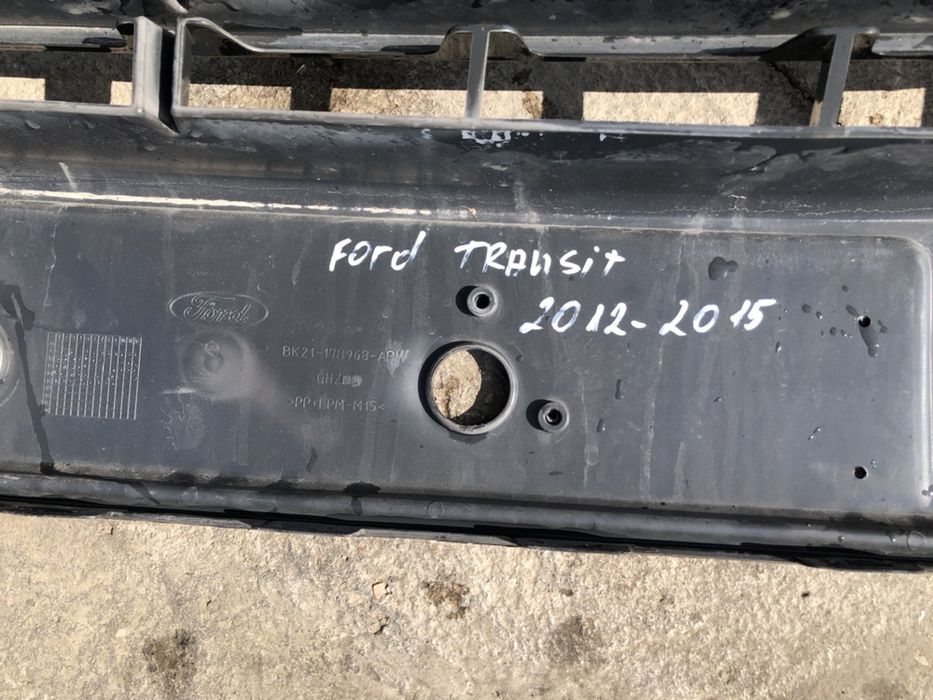 Ford Transit
2012-2015
Ford
BK21-17B968-APW
>PP+EPM-M15<